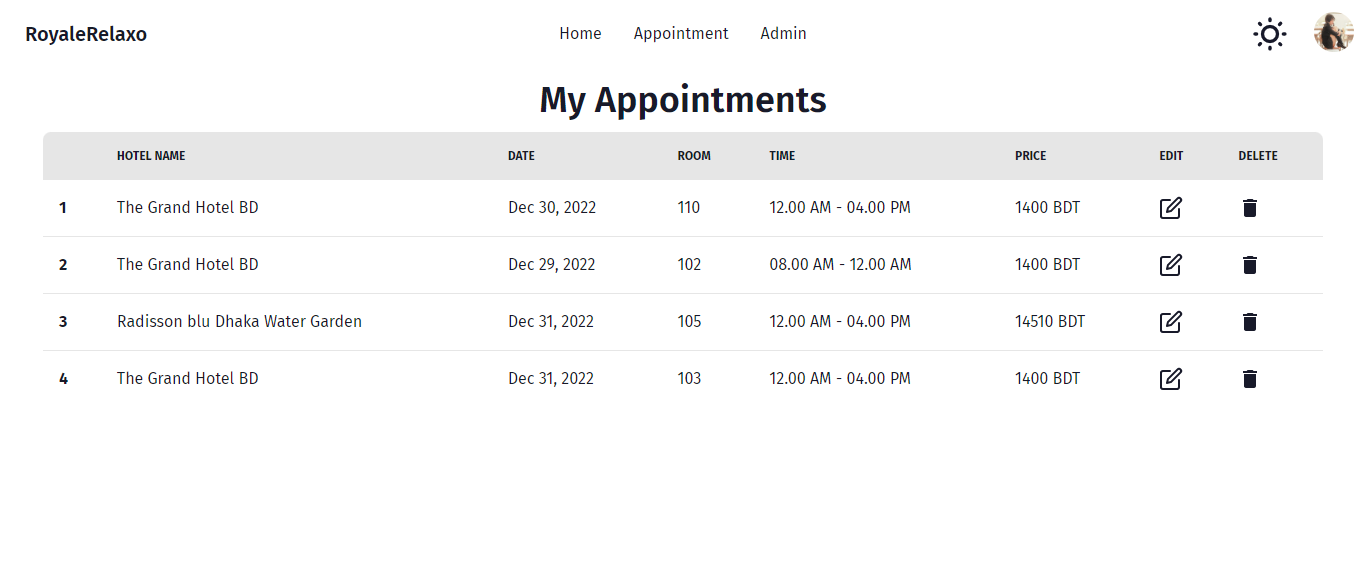 RoyaleRelaxo Home Appointment Admin
My Appointments
HOTEL NAME DATE ROOM TIME PRICE EDIT DELETE
1 The Grand Hotel BD Dec 30, 2022 110 12.00 AM - 04.00 PM 1400 BDT
2 The Grand Hotel BD Dec 29, 2022 102 08.00 AM - 12.00 AM 1400 BDT
3 Radisson blu Dhaka Water Garden Dec 31, 2022 105 12.00 AM - 04.00 PM 14510 BDT
4 The Grand Hotel BD Dec 31, 2022 103 12.00 AM - 04.00 PM 1400 BDT